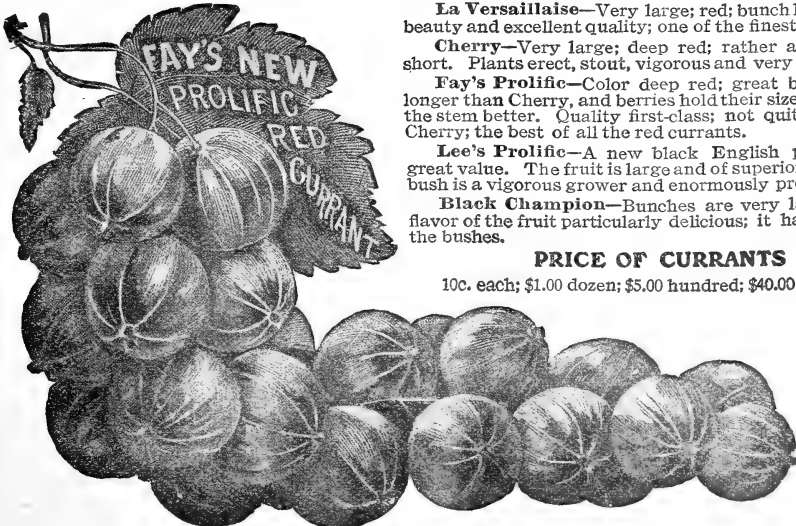 FAY'S NEW
PROLIFIC
RED
CURRANT
La Versaillaise—Very large; red; bunch
beauty and excellent quality; one of the finest
Cherry—Very large; deep red; rather
short. Plants erect, stout, vigorous and very
Fay's Prolific—Color deep red; great
longer than Cherry, and berries hold their size
the stem better. Quality first-class; not
Cherry; the best of all the red currants.
Lee's Prolific—A new black English
great value. The fruit is large and of
bush is a vigorous grower and enormously
Black Champion—Bunches are very
flavor of the fruit particularly delicious; it
the bushes.
PRICE OF CURRANTS
10c. each; $1.00 dozen; $5.00 hundred; $40.00